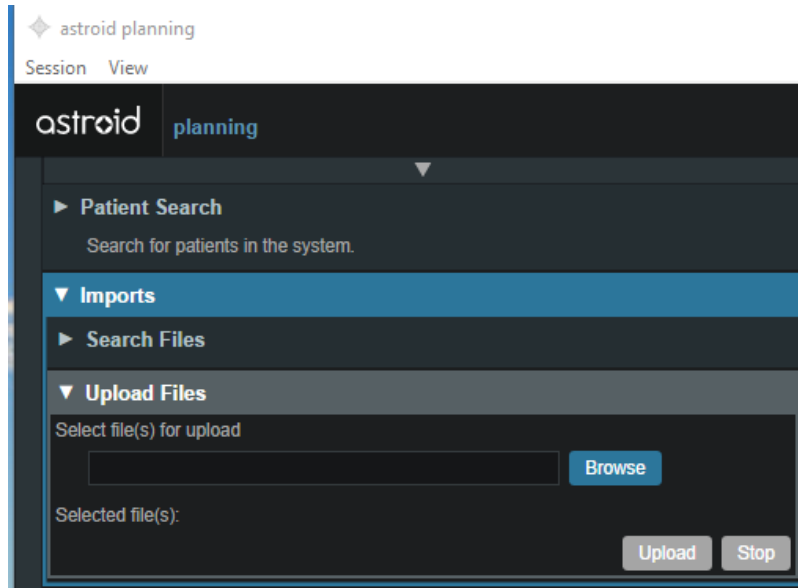 astroid planning
Session View
astroid planning
Patient Search
Search for patients in the system.
Imports
Search Files
Upload Files
Select file(s) for upload
Browse
Selected file(s):
Upload Stop